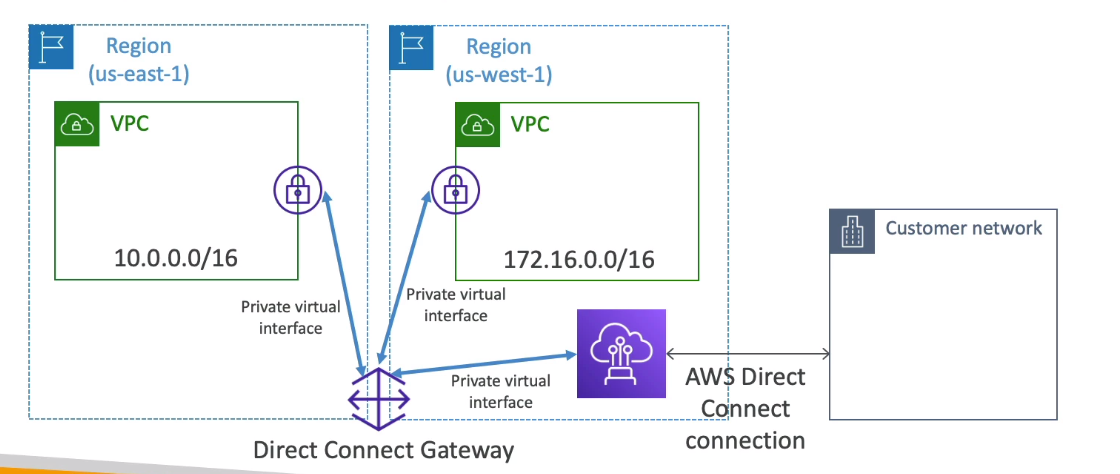 Region
(us-east-1)
Region
(us-west-1)
VPC
VPC
10.0.0.0/16
172.16.0.0/16
Customer network
Private virtual
interface
Private virtual
interface
Private virtual
interface
AWS Direct
Connect
connection
Direct Connect Gateway